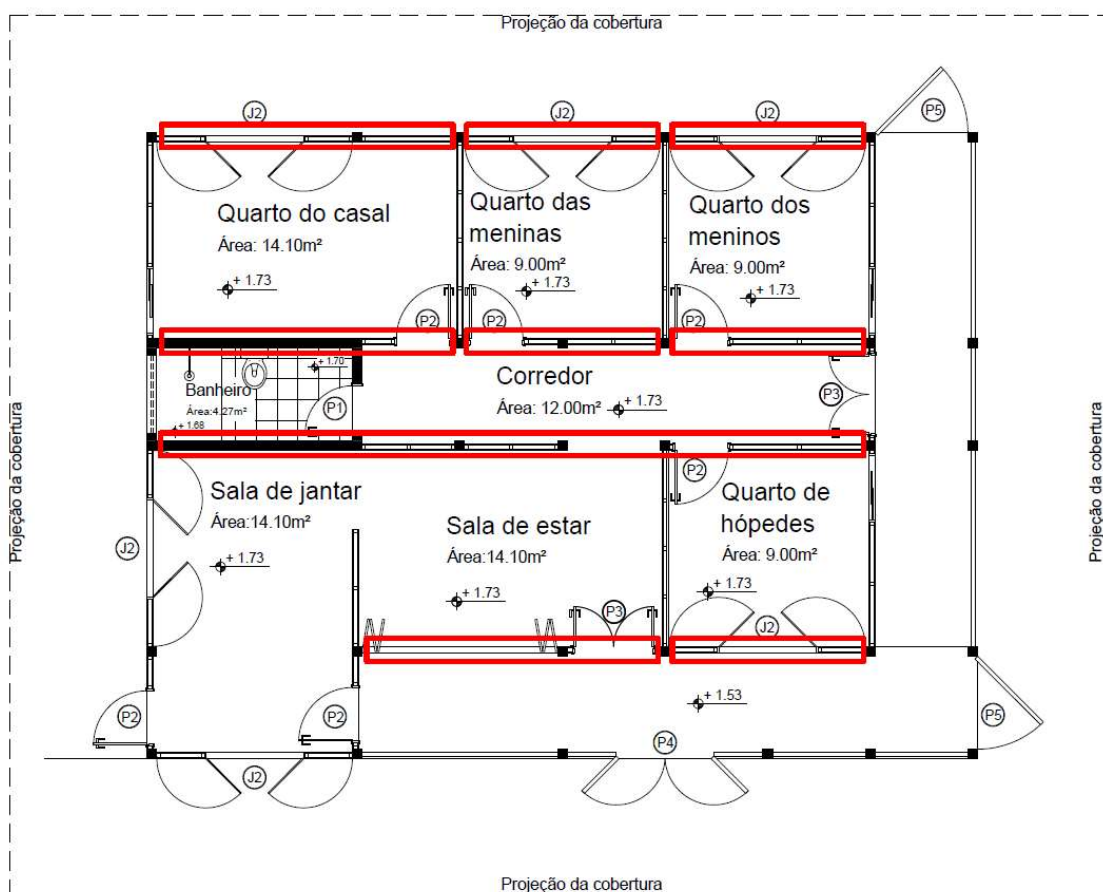 Projeção da cobertura
J2
J2
J2
P5
Quarto do casal
Área: 14.10m²
+ 1.73
Quarto das
meninas
Área: 9.00m²
+ 1.73
Quarto dos
meninos
Área: 9.00m²
+ 1.73
P2
P2
P2
+ 1.70
Banheiro
Área:4.27m²
+ 1.68
P1
Corredor
Área: 12.00m²
+ 1.73
P3
Projeção da cobertura
Projeção da cobertura
Sala de jantar
Área:14.10m²
+ 1.73
J2
Sala de estar
Área:14.10m²
+ 1.73
P3
P2
Quarto de
hópedes
Área: 9.00m²
+ 1.73
J2
P2
P2
+ 1.53
P5
P4
J2
Projeção da cobertura